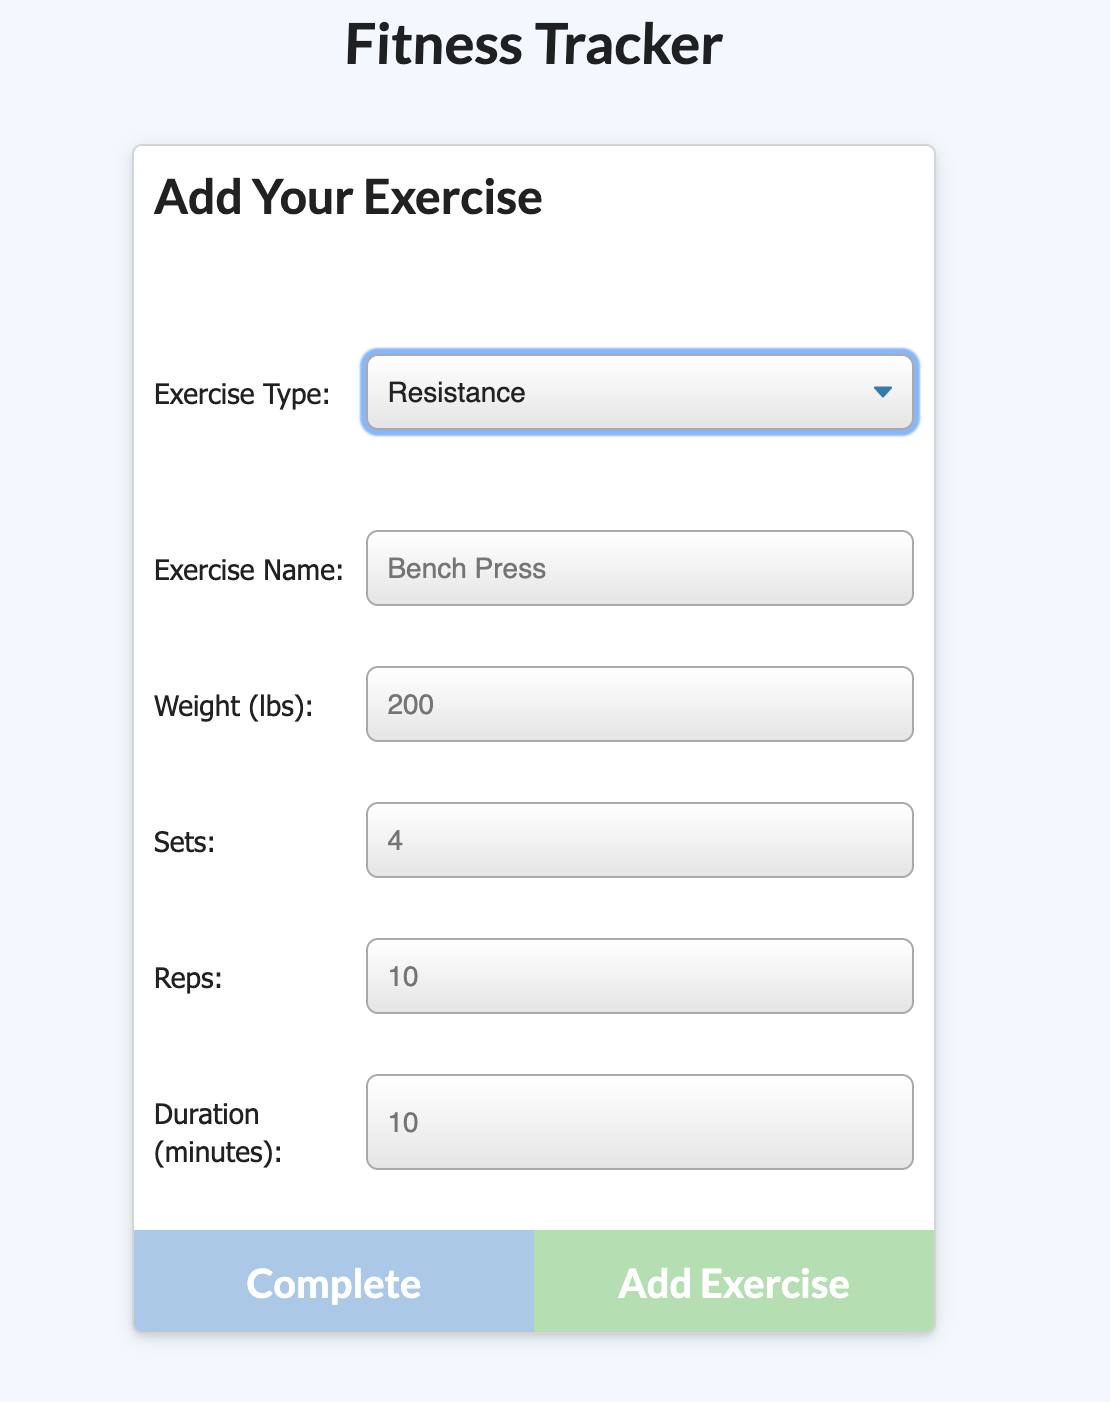 Fitness Tracker
Add Your Exercise
Exercise Type: Resistance
Exercise Name: Bench Press
Weight (lbs): 200
Sets: 4
Reps: 10
Duration
(minutes): 10
Complete Add Exercise